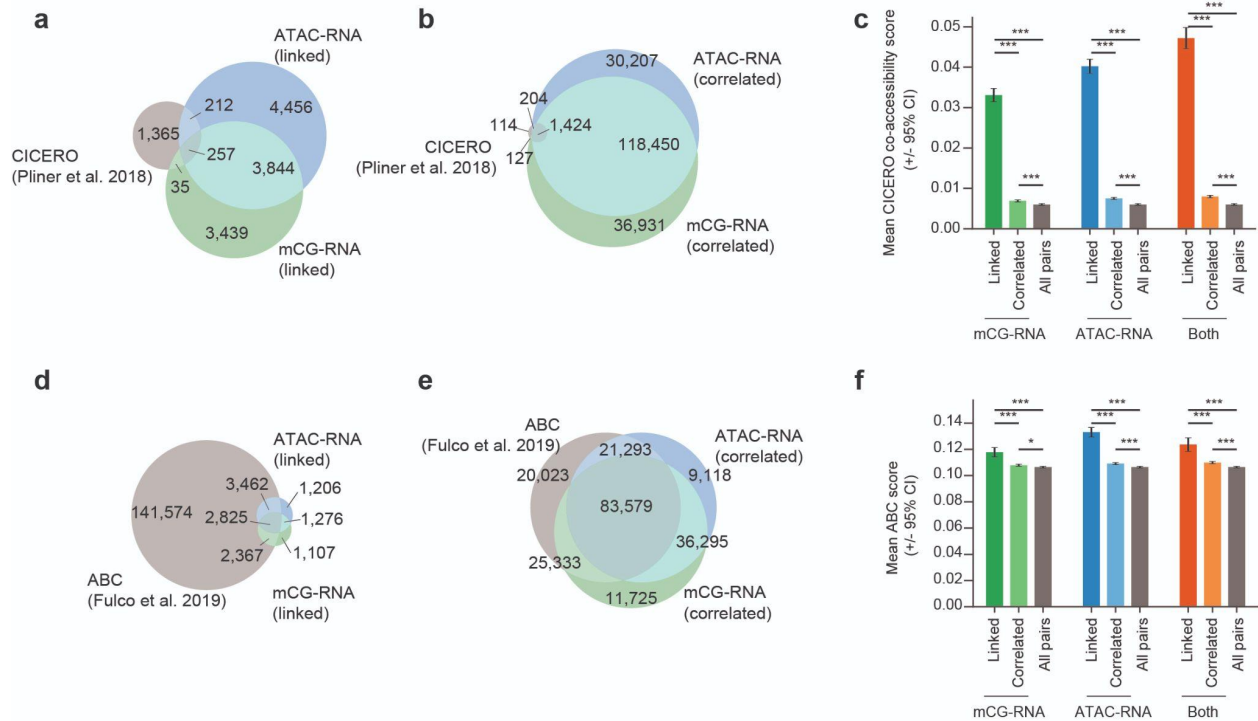 a
ATAC-RNA
(linked)
212
4,456
1,365
257
3,844
CICERO
(Pliner et al. 2018)
35
3,439
mCG-RNA
(linked)
b
30,207
ATAC-RNA
(correlated)
204
114
1,424
118,450
CICERO
(Pliner et al. 2018)
127
36,931
mCG-RNA
(correlated)
c
Mean CICERO co-accessibility score
(+/- 95% CI)
0.05
0.04
0.03
0.02
0.01
0.00
***
***
***
***
***
***
***
***
***
Linked
Correlated
All pairs
Linked
Correlated
All pairs
Linked
Correlated
All pairs
mCG-RNA
ATAC-RNA
Both
d
ATAC-RNA
(linked)
3,462
1,206
141,574
2,825
1,276
2,367
1,107
ABC
(Fulco et al. 2019)
mCG-RNA
(linked)
e
ABC
(Fulco et al. 2019)
21,293
ATAC-RNA
(correlated)
20,023
9,118
83,579
36,295
25,333
11,725
mCG-RNA
(correlated)
f
Mean ABC score
(+/- 95% CI)
0.14
0.12
0.10
0.08
0.06
0.04
0.02
0.00
***
***
*
***
***
***
***
***
***
Linked
Correlated
All pairs
Linked
Correlated
All pairs
Linked
Correlated
All pairs
mCG-RNA
ATAC-RNA
Both